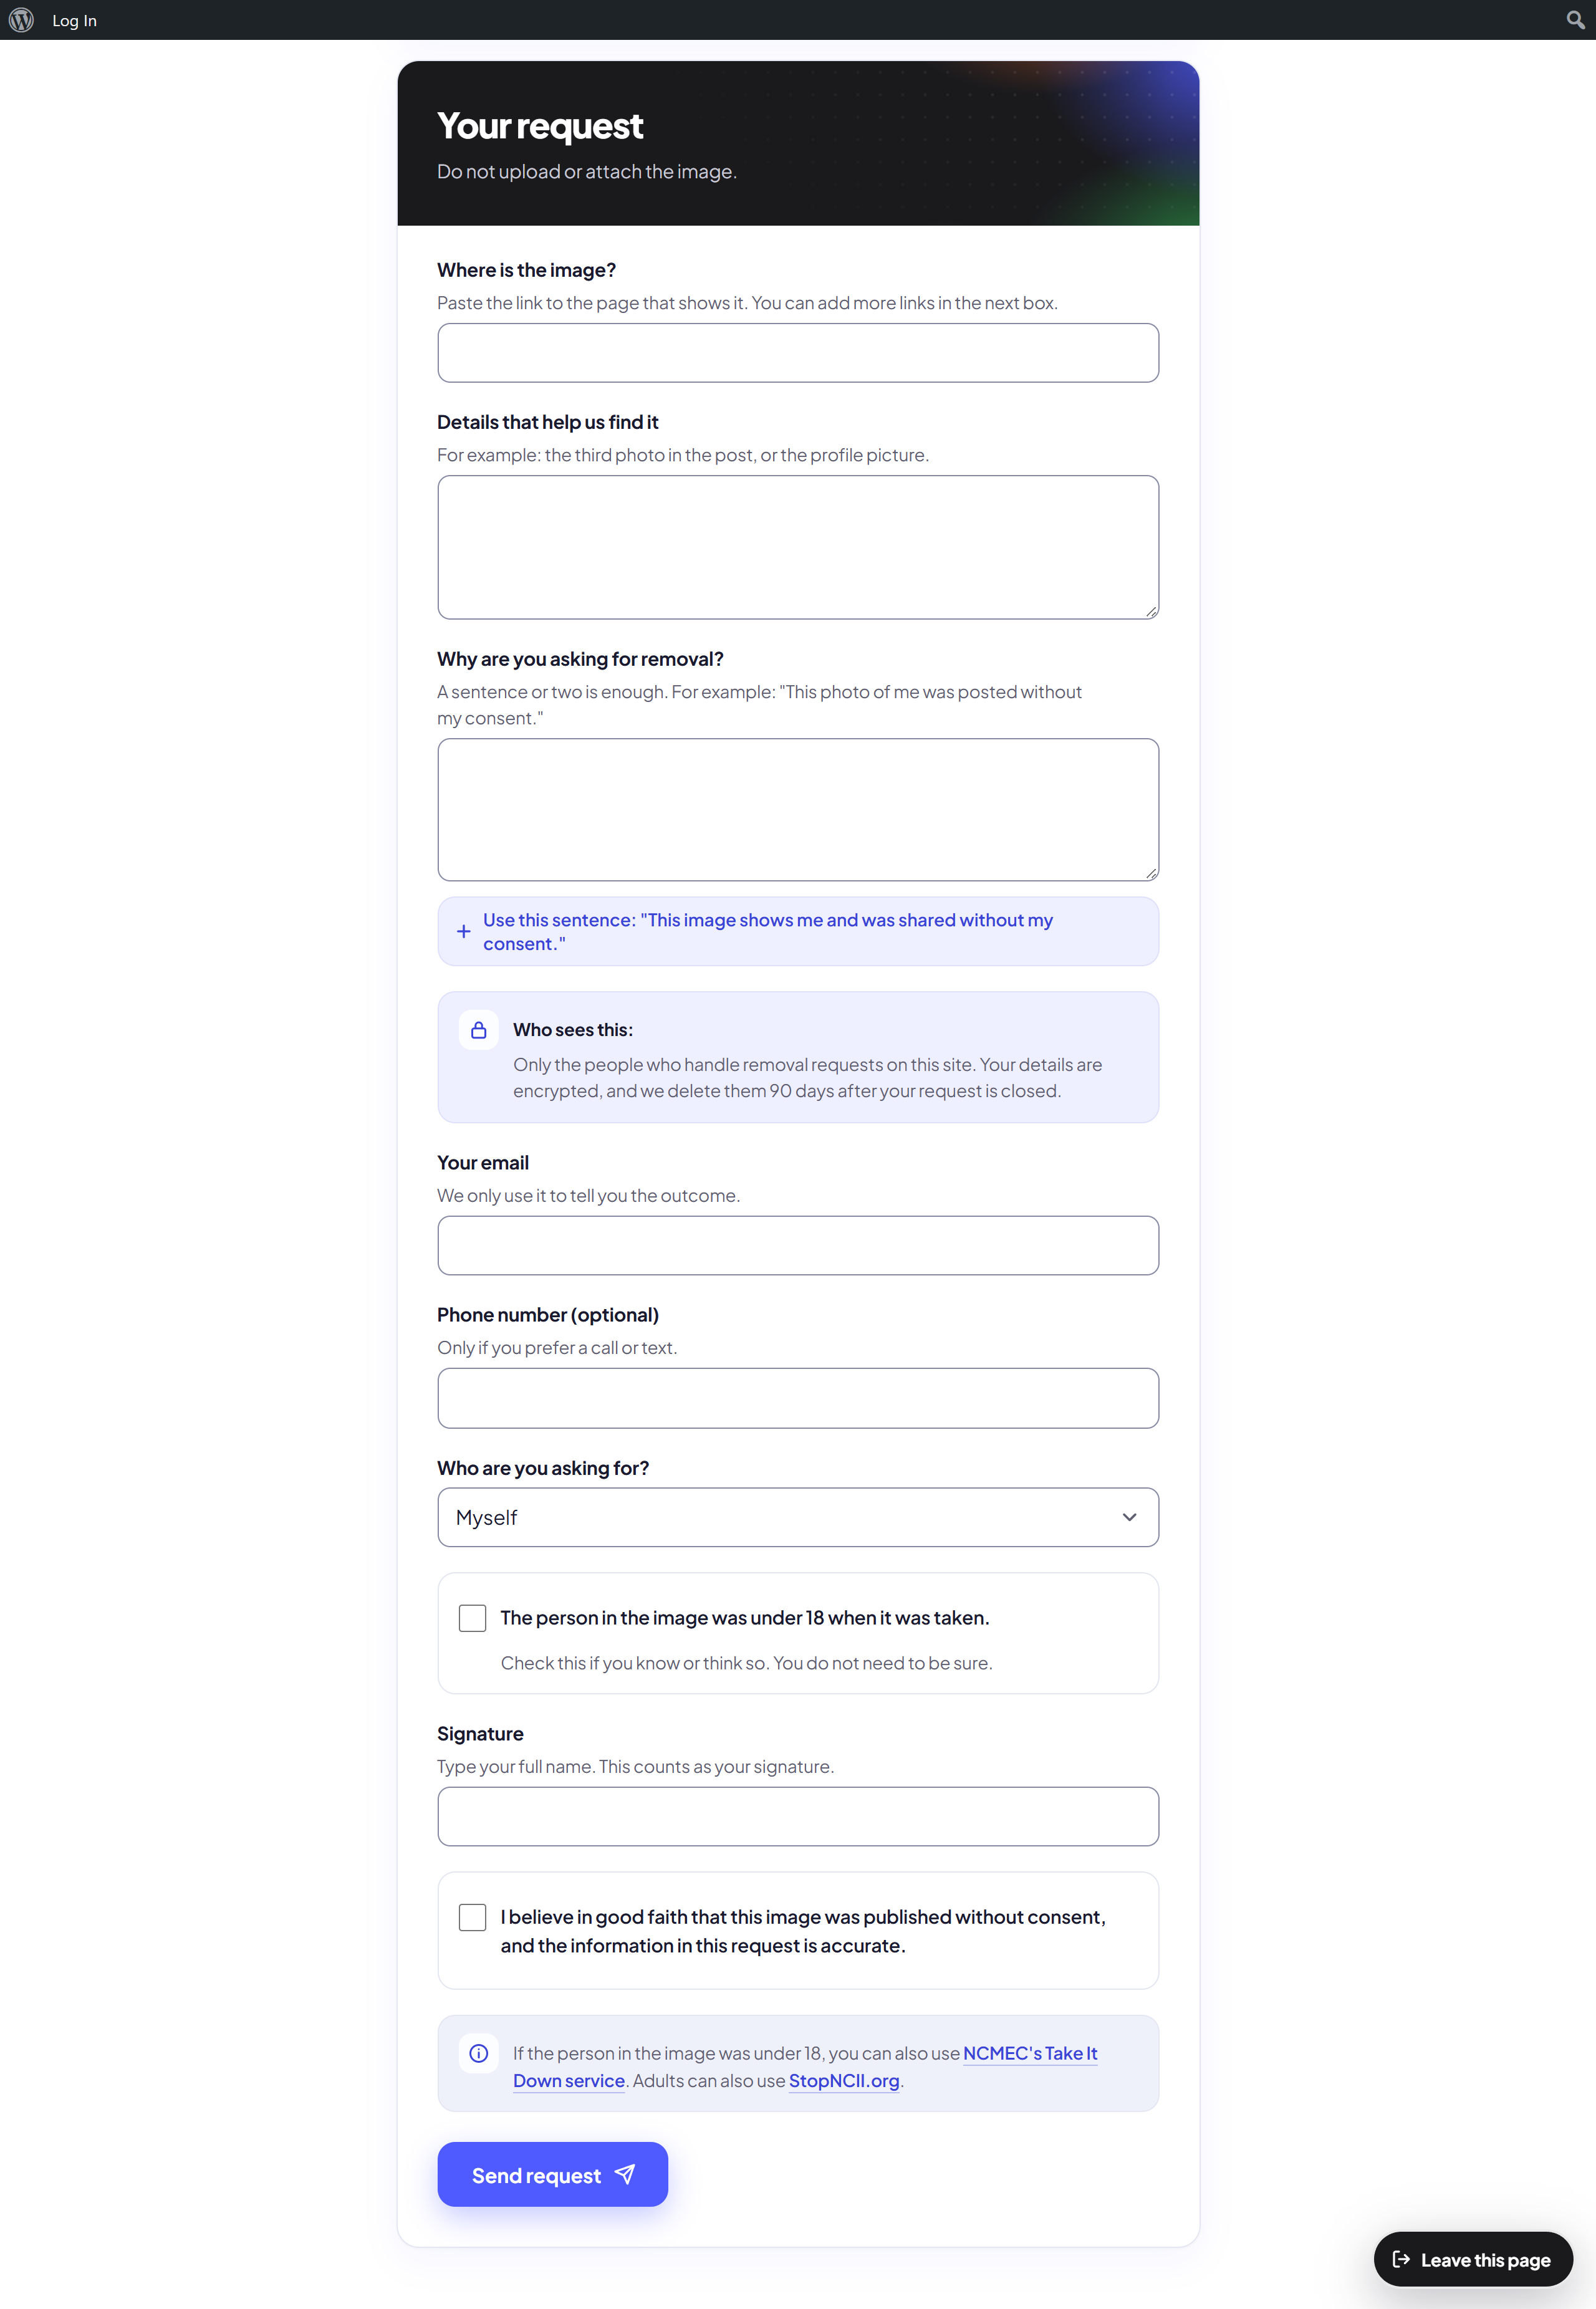 Log In
Your request
Do not upload or attach the image.
Where is the image?
Paste the link to the page that shows it. You can add more links in the next box.
Details that help us find it
For example: the third photo in the post, or the profile picture.
Why are you asking for removal?
A sentence or two is enough. For example: "This photo of me was posted without
my consent."
Use this sentence: "This image shows me and was shared without my
consent."
Who sees this:
Only the people who handle removal requests on this site. Your details are
encrypted, and we delete them 90 days after your request is closed.
Your email
We only use it to tell you the outcome.
Phone number (optional)
Only if you prefer a call or text.
Who are you asking for?
Myself
The person in the image was under 18 when it was taken.
Check this if you know or think so. You do not need to be sure.
Signature
Type your full name. This counts as your signature.
I believe in good faith that this image was published without consent,
and the information in this request is accurate.
If the person in the image was under 18, you can also use NCMEC's Take It
Down service. Adults can also use StopNCII.org.
Send request
Leave this page